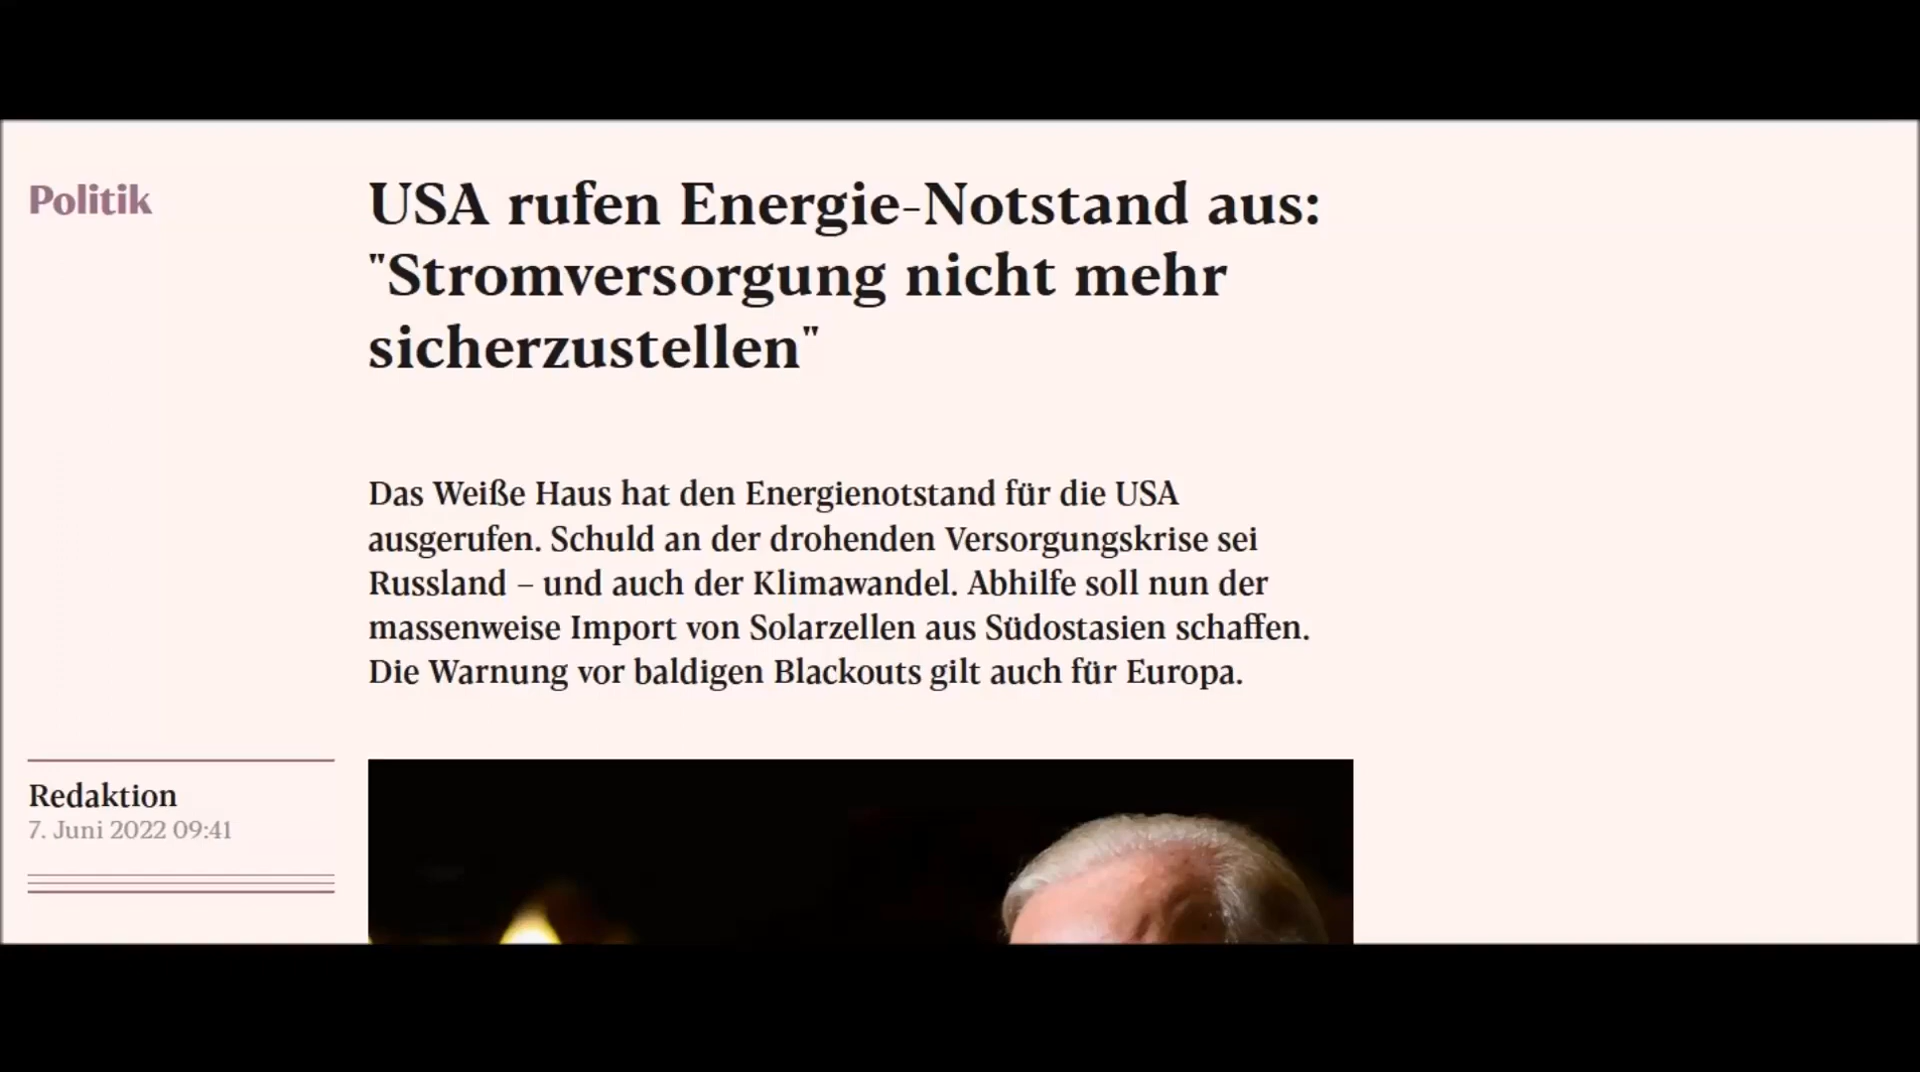 Politik
USA rufen Energie-Notstand aus:
"Stromversorgung nicht mehr
sicherzustellen"
Das Weiße Haus hat den Energienotstand für die USA
ausgerufen. Schuld an der drohenden Versorgungskrise sei
Russland – und auch der Klimawandel. Abhilfe soll nun der
massenweise Import von Solarzellen aus Südostasien schaffen.
Die Warnung vor baldigen Blackouts gilt auch für Europa.
Redaktion
7. Juni 2022 09:41